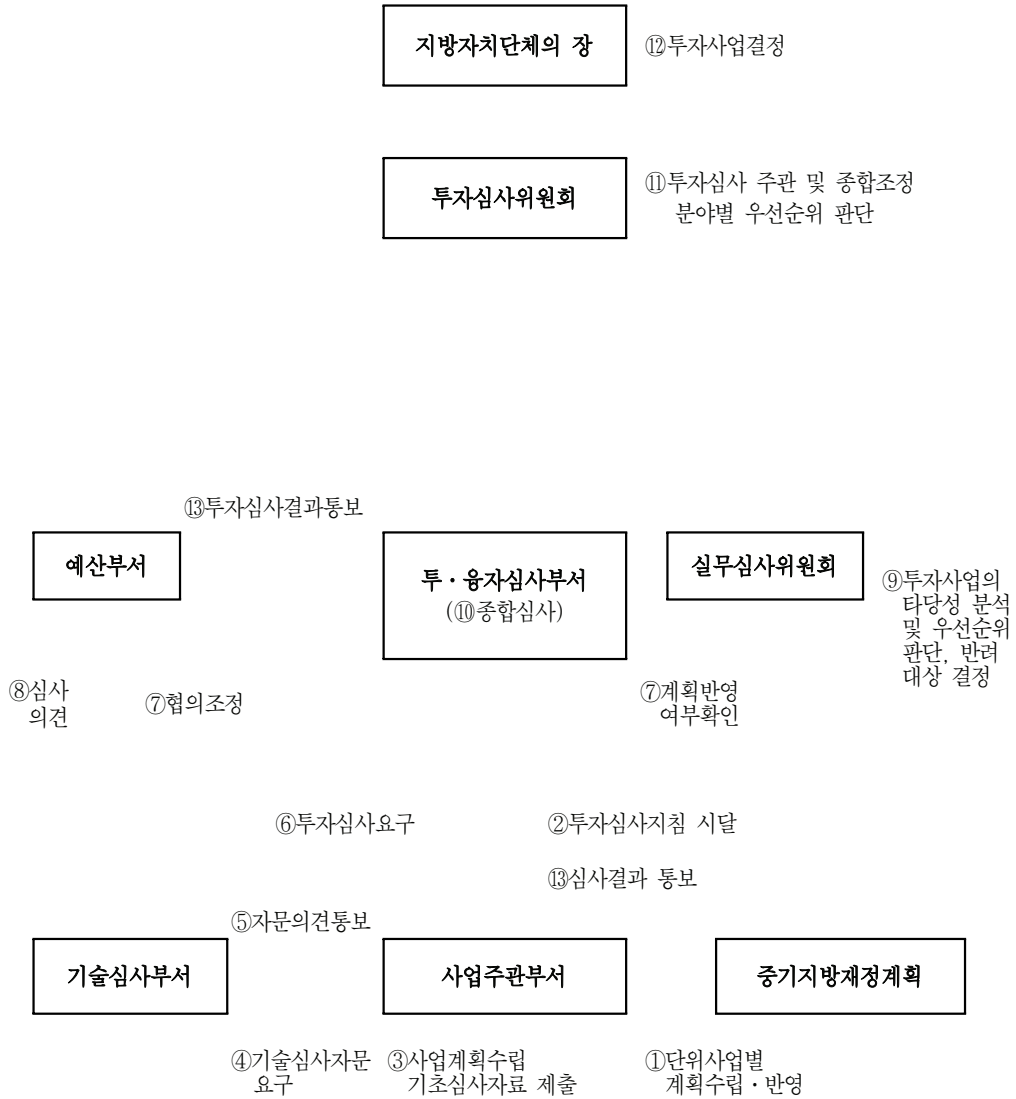 지방자치단체의 장
⑫투자사업결정
투자심사위원회
⑪투자심사 주관 및 종합조정
분야별 우선순위 판단
⑬투자심사결과통보
예산부서
투・융자심사부서
(⑩종합심사)
실무심사위원회
⑨투자사업의
타당성 분석
및 우선순위
판단, 반려
대상 결정
⑧심사
의견
⑦협의조정
⑦계획반영
여부확인
⑥투자심사요구
②투자심사지침 시달
⑬심사결과 통보
⑤자문의견통보
기술심사부서
사업주관부서
중기지방재정계획
④기술심사자문
요구
③사업계획수립
기초심사자료 제출
①단위사업별
계획수립・반영